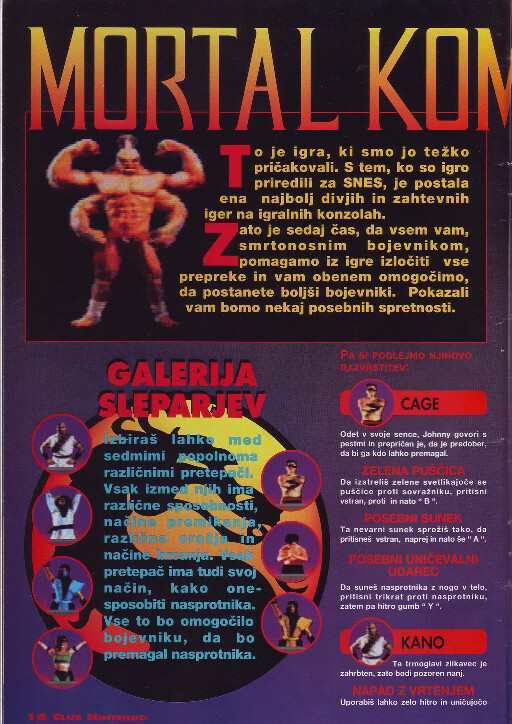 MORTAL KOM
To je igra, ki smo jo težko
pričakovali. S tem, ko so igro
priredili za SNES, je postala
ena najbolj divjih in zahtevnih
iger na igralnih konzolah.
Zato je sedaj čas, da vsem vam,
smrtonosnim bojevnikom,
pomagamo iz igre izločiti vse
prepreke in vam obenem omogočimo,
da postanete boljši bojevniki. Pokazali
vam bomo nekaj posebnih spretnosti.
GALERIJA
SLEPARJEV
Izbiraš lahko med
sedmimi popolnoma
različnimi pretepači.
Vsak izmed njih ima
različne sposobnosti,
načine premikanja,
različna orožja in
načine brcanja. Vsak
pretepač ima tudi svoj
način, kako one-
sposobiti nasprotnika.
Vse to bo omogočilo
bojevniku, da bo
premagal nasprotnika.
PA SI POGLEJMO NJIHOVO
RAZVRSTITEV:
CAGE
Odet v svoje sence, Johnny govori s
pestmi in prepričan je, da je predober,
da bi ga kdo lahko premagal.
ZELENA PUŠČICA
Da izstreliš zelene svetlikajoče se
puščice proti sovražniku, pritisni
vstran, proti in nato "B".
POSEBNI SUNEK
Ta nevarni sunek sprožiš tako, da
pritisneš vstran, naprej in nato še "A".
POSEBNI UNIČEVALNI
UDAREC
Da suneš nasprotnika z nogo v telo,
pritisni trikrat proti nasprotniku,
zatem pa hitro gumb "Y".
KANO
Ta trmoglavi zlikavec je
zahrbten, zato bodi pozoren nanj.
NAPAD Z VRTENJEM
Uporabiš lahko zelo hitro in uničujočo
16 CLUB NINTENDO